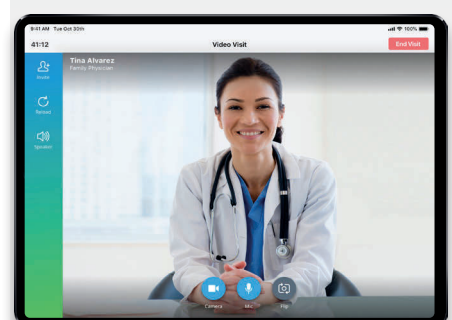 9:41 AM Tue Oct 30th
100%
41:12
Video Visit
End Visit
Tina Alvarez
Family Physician
Invite
Reload
Speakers
Camera
Mic
Flip